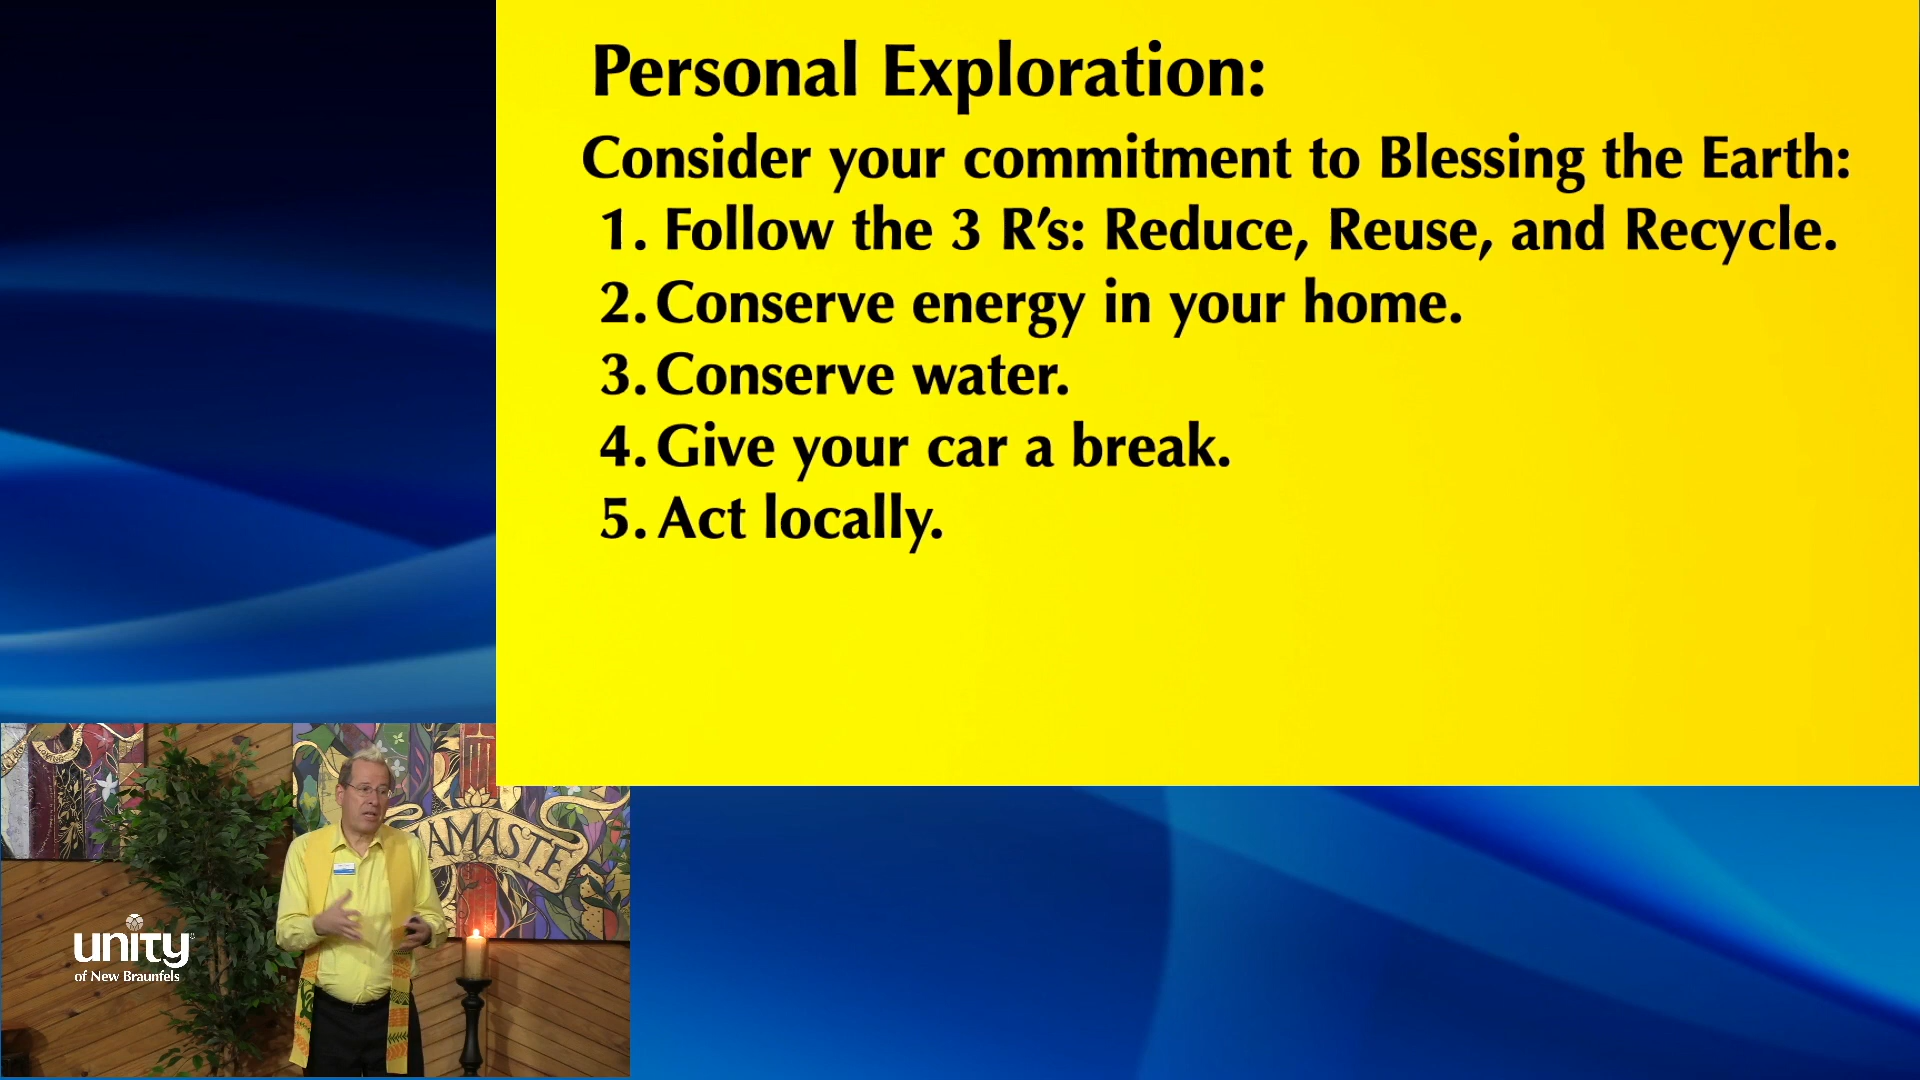 Personal Exploration:
Consider your commitment to Blessing the Earth:
1. Follow the 3 R’s: Reduce, Reuse, and Recycle.
2. Conserve energy in your home.
3. Conserve water.
4. Give your car a break.
5. Act locally.
AMASTE
unity
of New Braunfels